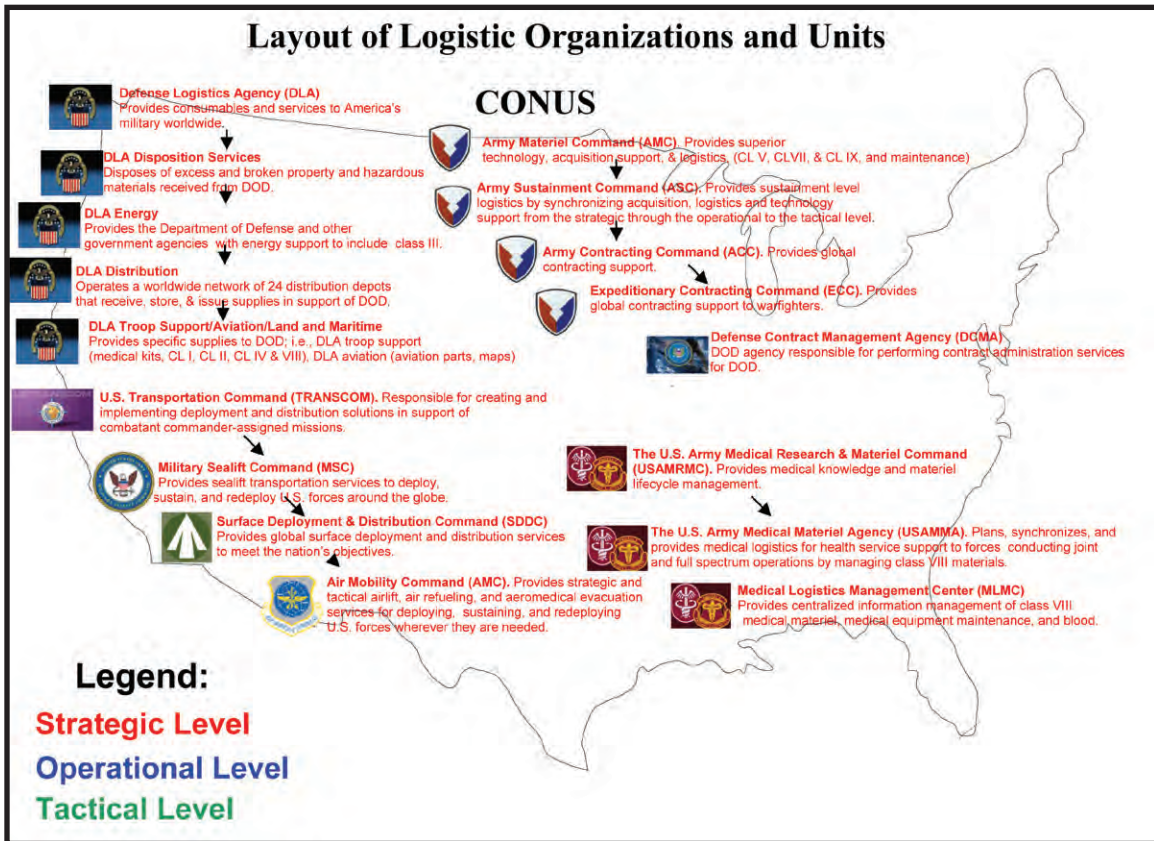 Layout of Logistic Organizations and Units
CONUS
Defense Logistics Agency (DLA)
Provides consumables and services to America's
military worldwide.
DLA Disposition Services
Disposes of excess and broken property and hazardous
materials received from DOD.
DLA Energy
Provides the Department of Defense and other
government agencies with energy support to include class III.
DLA Distribution
Operates a worldwide network of 24 distribution depots
that receive, store, & issue supplies in support of DOD.
DLA Troop Support/Aviation/Land and Maritime
Provides specific supplies to DOD; i.e., DLA troop support
(medical kits, CL I, CL II, CL IV & VIII), DLA aviation (aviation parts, maps)
U.S. Transportation Command (TRANSCOM). Responsible for creating and
implementing deployment and distribution solutions in support of
combatant commander-assigned missions.
Military Sealift Command (MSC)
Provides sealift transportation services to deploy,
sustain, and redeploy U.S. forces around the globe.
Surface Deployment & Distribution Command (SDDC)
Provides global surface deployment and distribution services
to meet the nation's objectives.
Air Mobility Command (AMC). Provides strategic and
tactical airlift, air refueling, and aeromedical evacuation
services for deploying, sustaining, and redeploying
U.S. forces wherever they are needed.
Army Materiel Command (AMC). Provides superior
technology, acquisition support, & logistics, (CL V, CLVII, & CL IX, and maintenance)
Army Sustainment Command (ASC). Provides sustainment level
logistics by synchronizing acquisition, logistics and technology
support from the strategic through the operational to the tactical level.
Army Contracting Command (ACC). Provides global
contracting support.
Expeditionary Contracting Command (ECC). Provides
global contracting support to warfighters.
Defense Contract Management Agency (DCMA)
DOD agency responsible for performing contract administration services
for DOD.
The U.S. Army Medical Research & Materiel Command
(USAMRMC). Provides medical knowledge and materiel
lifecycle management.
The U.S. Army Medical Materiel Agency (USAMMA). Plans, synchronizes, and
provides medical logistics for health service support to forces conducting joint
and full spectrum operations by managing class VIII materials.
Medical Logistics Management Center (MLMC)
Provides centralized information management of class VIII
medical materiel, medical equipment maintenance, and blood.
Legend:
Strategic Level
Operational Level
Tactical Level